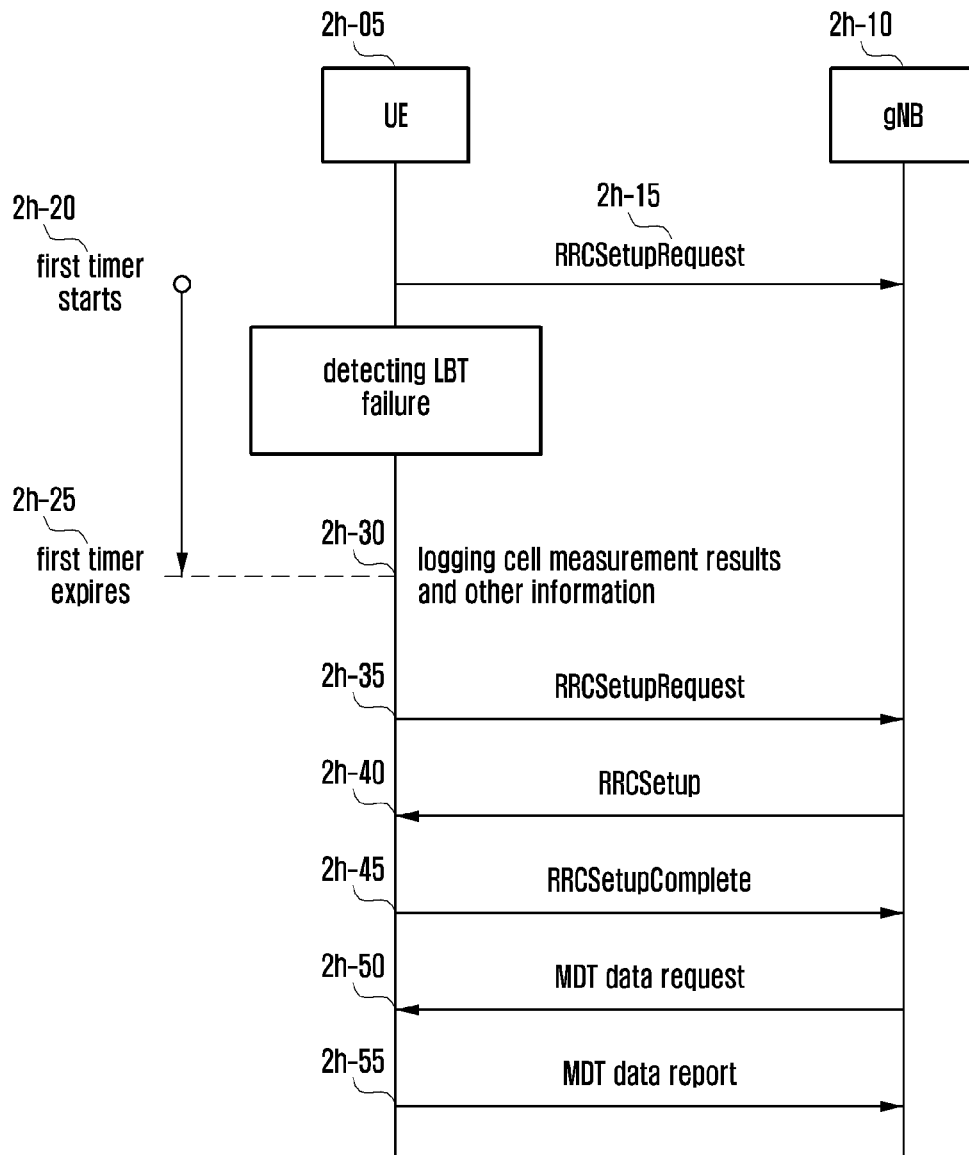 2h-05
2h-10
UE
gNB
2h-20
first timer
starts
2h-15
RRCSetupRequest
detecting LBT
failure
2h-25
first timer
expires
2h-30
logging cell measurement results
and other information
2h-35
RRCSetupRequest
2h-40
RRCSetup
2h-45
RRCSetupComplete
2h-50
MDT data request
2h-55
MDT data report